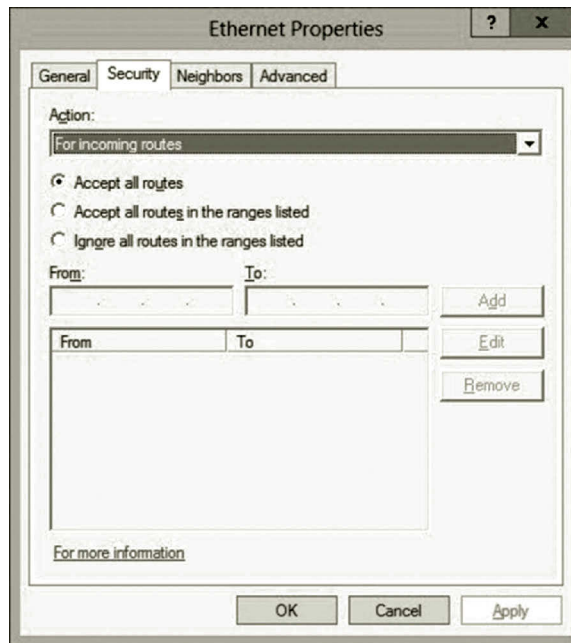 Ethernet Properties ? x
General Security Neighbors Advanced
Action:
For incoming routes
Accept all routes
Accept all routes in the ranges listed
Ignore all routes in the ranges listed
From: To:
Add
From To
Edit
Remove
For more information
OK Cancel Apply